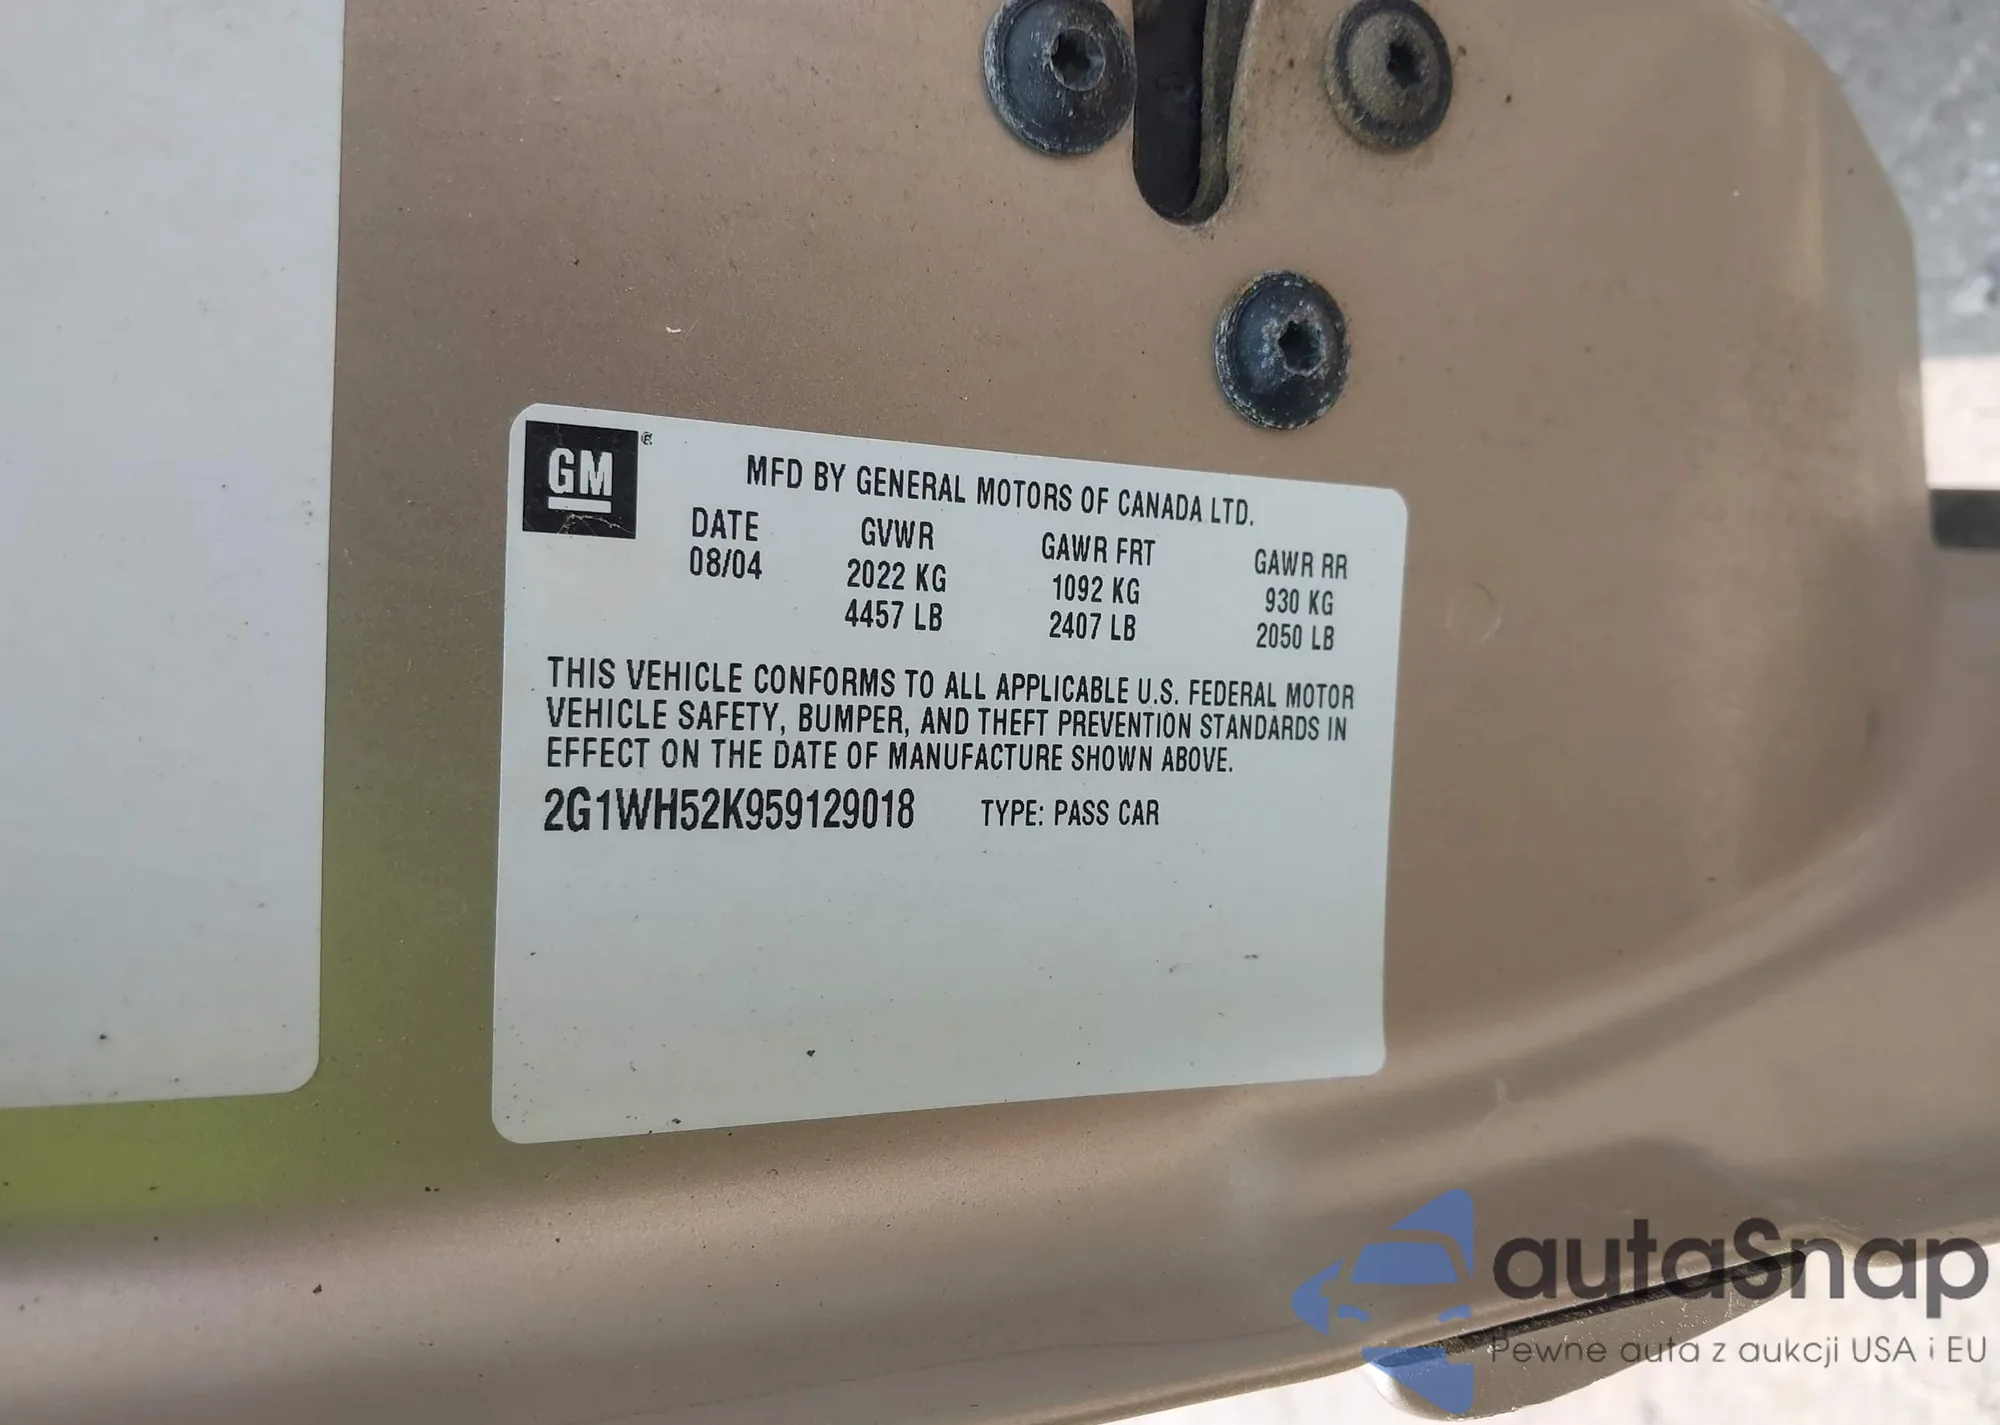 GM
MFD BY GENERAL MOTORS OF CANADA LTD.
DATE GVWR GAWR FRT GAWR RR
08/04 2022 KG 1092 KG 930 KG
4457 LB 2407 LB 2050 LB
THIS VEHICLE CONFORMS TO ALL APPLICABLE U.S. FEDERAL MOTOR
VEHICLE SAFETY, BUMPER, AND THEFT PREVENTION STANDARDS IN
EFFECT ON THE DATE OF MANUFACTURE SHOWN ABOVE.
2G1WH52K959129018 TYPE: PASS CAR
autaSnap
Pewne auta z aukcji USA i EU